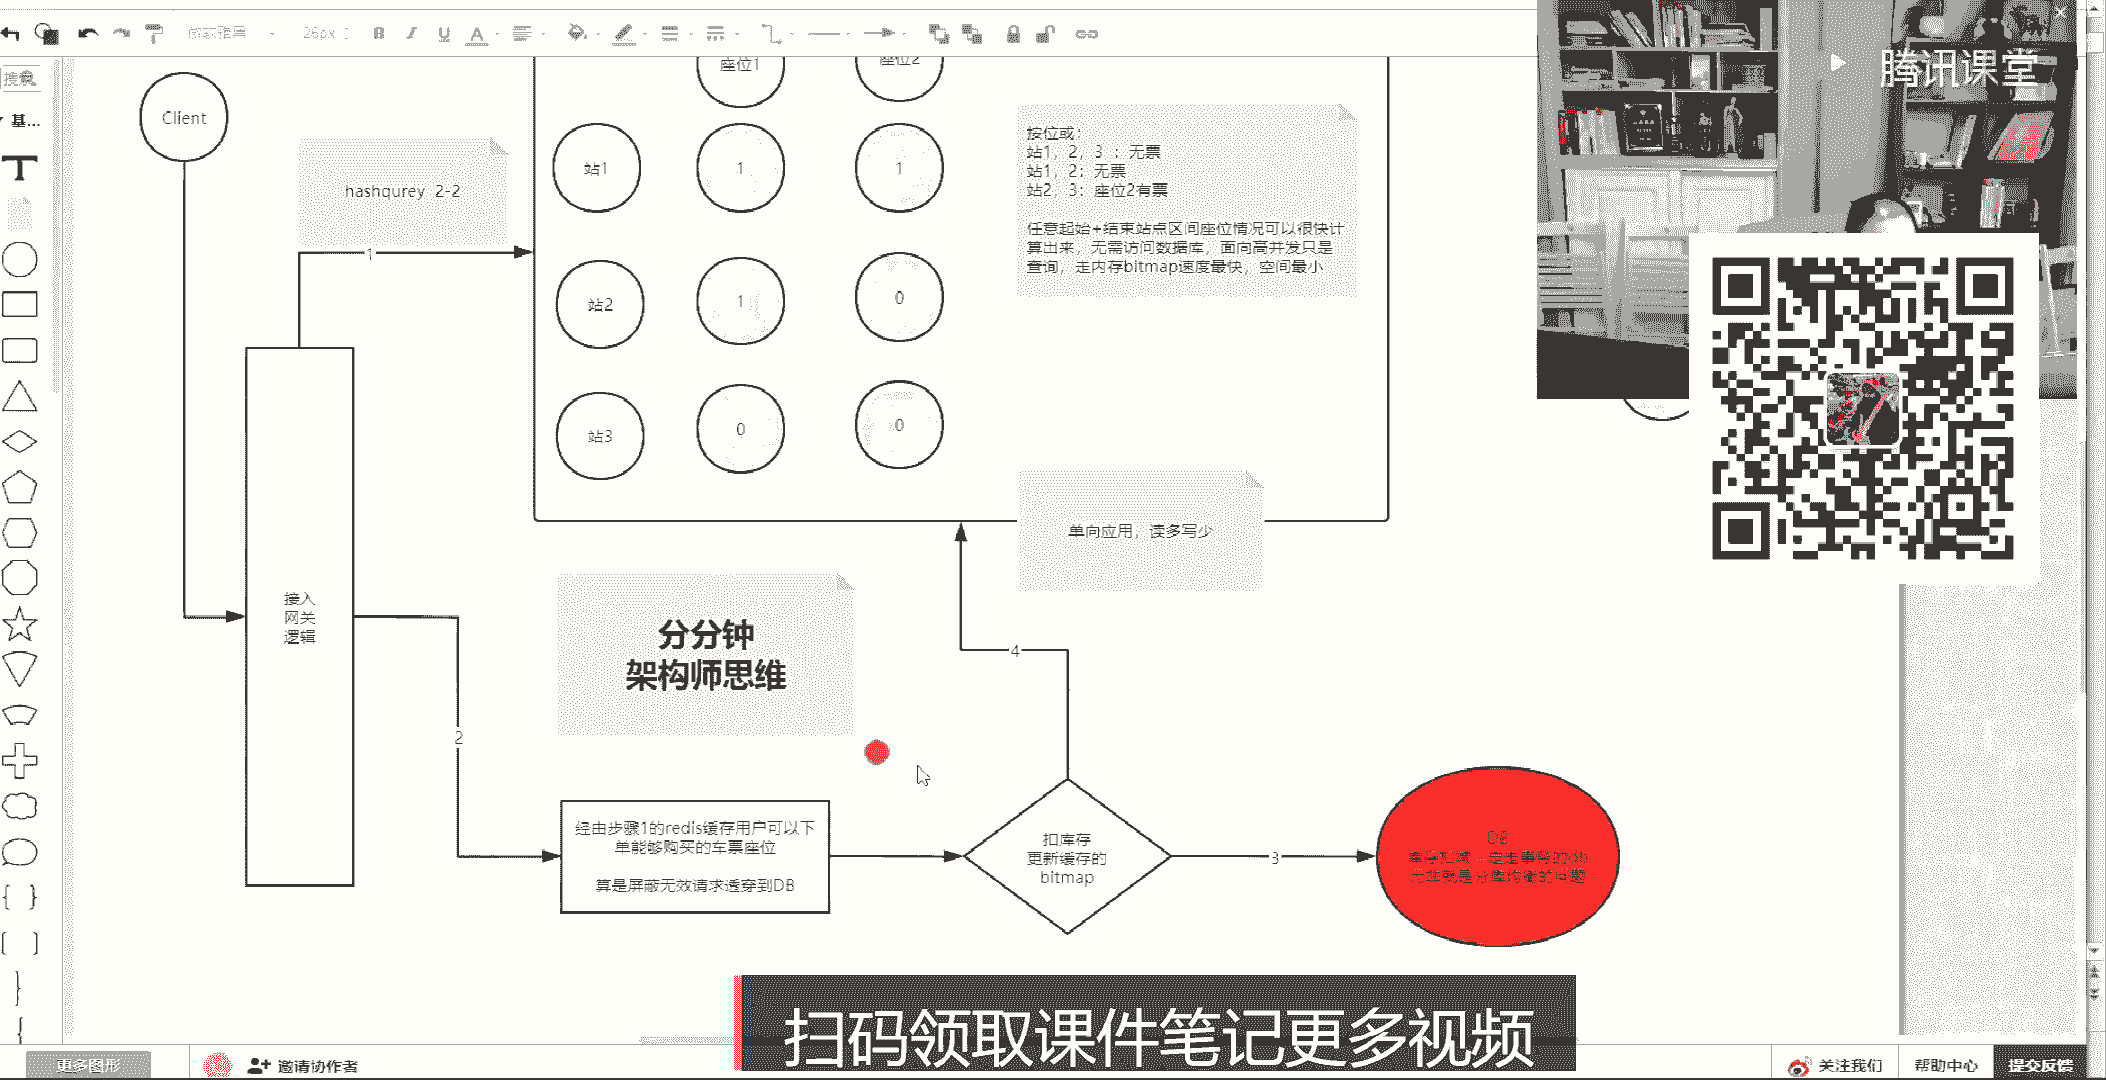 26px
B
I
U
A
搜索
基...
T
Client
hashqurey 2-2
1
座位1
座位2
站1
1
1
站2
1
0
站3
0
0
按位或：
站1，2，3 ：无票
站1，2：无票
站2，3：座位2有票
任意起始+结束站点区间座位情况可以很快计
算出来，无需访问数据库，面向高并发只是
查询，走内存bitmap速度最快，空间最小
单向应用，读多写少
接入
网关
逻辑
2
分分钟
架构师思维
4
经由步骤1的redis缓存用户可以下
单能够购买的车票座位
算是屏蔽无效请求透穿到DB
扣库存
更新缓存的
bitmap
3
DB
腾讯课堂
扫码领取课件笔记更多视频
更多图形
邀请协作者
关注我们
帮助中心
提交反馈